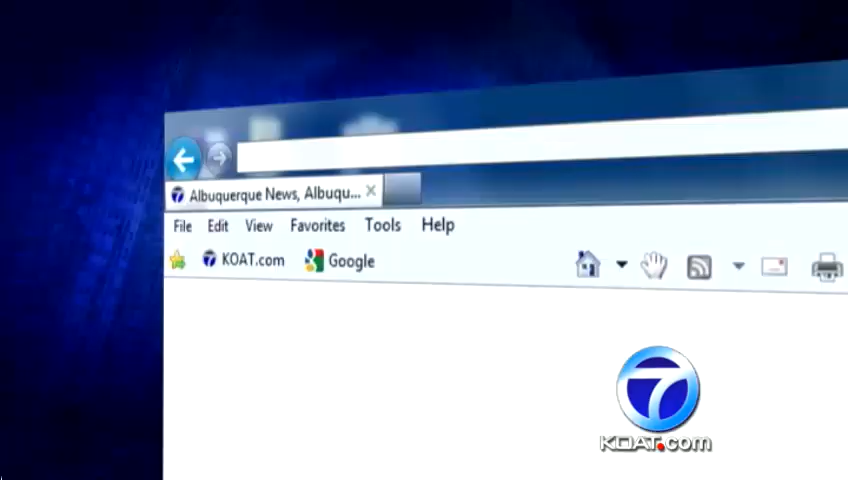 Albuquerque News, Albuqu...
File Edit View Favorites Tools Help
KOAT.com Google
7
KOAT.com